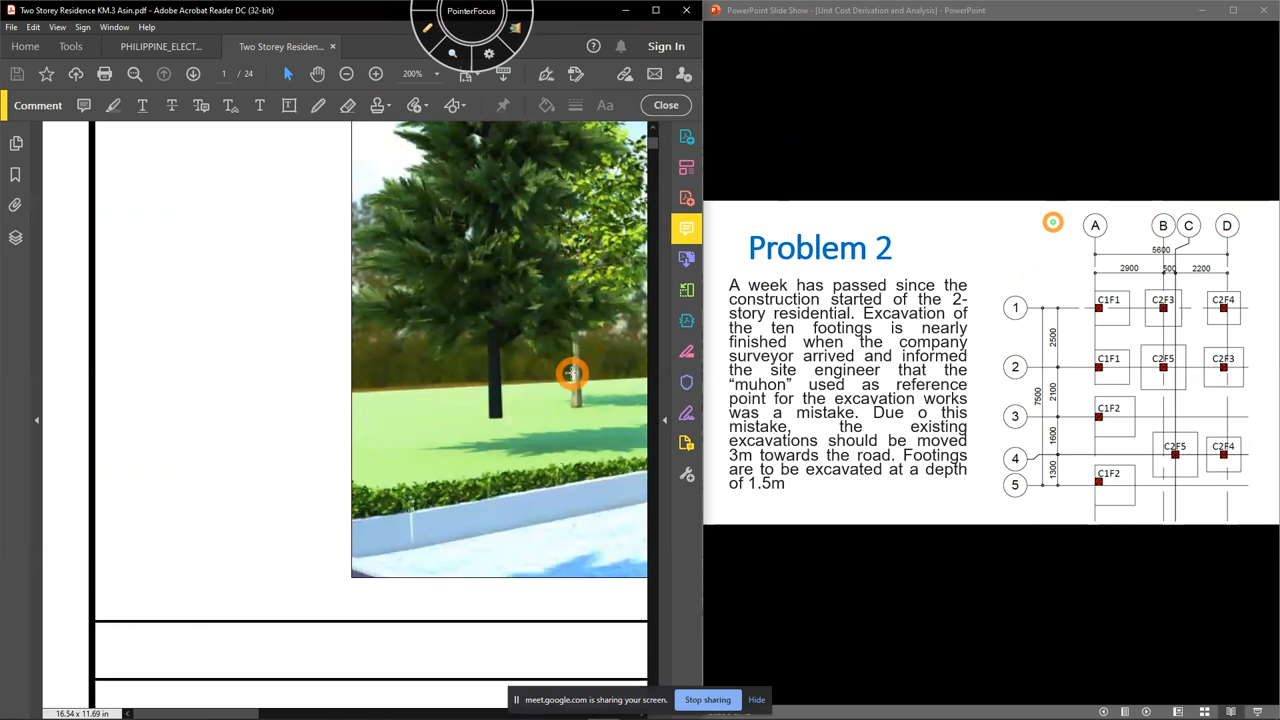 Two Storey Residence KM.3 Asin.pdf - Adobe Acrobat Reader DC (32-bit)
PointerFocus
File Edit View Sign Window Help
Home Tools PHILIPPINE_ELECT... Two Storey Residen... × Sign In
1 / 24 200%
Comment Close
16.54 x 11.69 in
meet.google.com is sharing your screen. Stop sharing Hide
PowerPoint Slide Show - [Unit Cost Derivation and Analysis] - PowerPoint
Problem 2
A week has passed since the
construction started of the 2-
story residential. Excavation of
the ten footings is nearly
finished when the company
surveyor arrived and informed
the site engineer that the
“muhon” used as reference
point for the excavation works
was a mistake. Due o this
mistake, the existing
excavations should be moved
3m towards the road. Footings
are to be excavated at a depth
of 1.5m
A B C D
5600
2900 500 2200
1 C1F1 C2F3 C2F4
2500
2 C1F1 C2F5 C2F3
7500 2100
3 C1F2
1600
4 C2F5 C2F4
1300
5 C1F2